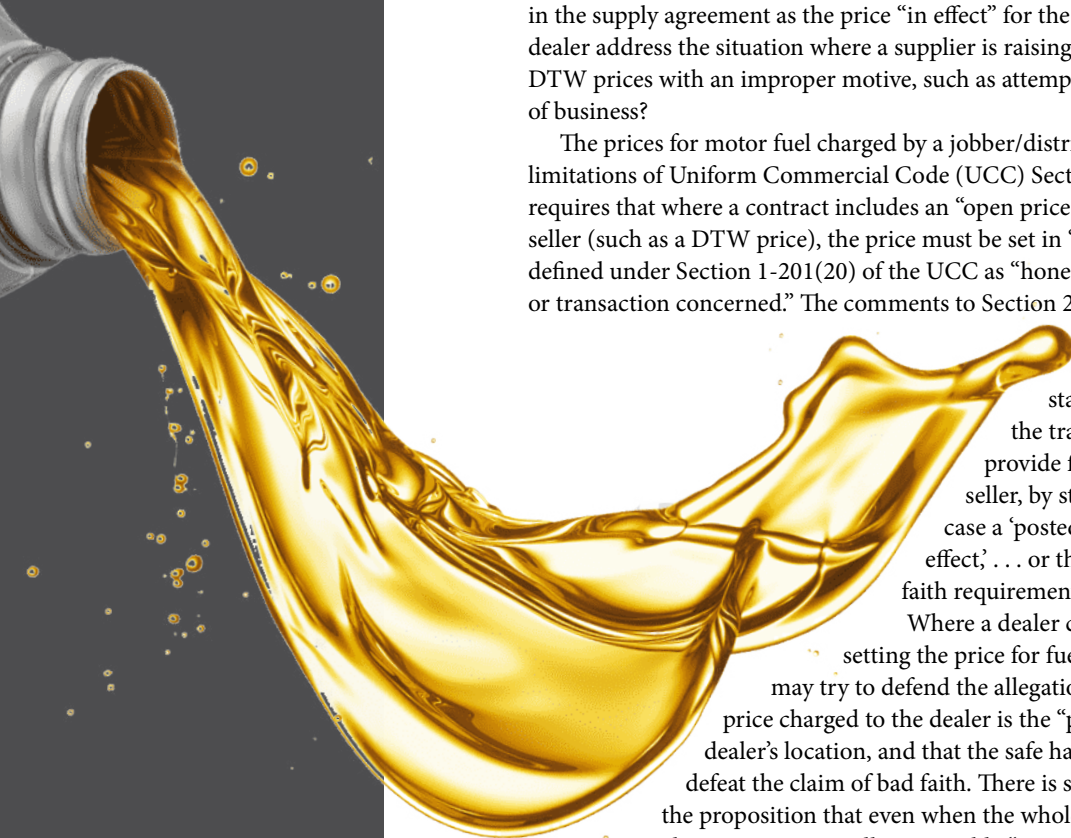 in the supply agreement as the price “in effect” for the
dealer address the situation where a supplier is raising
DTW prices with an improper motive, such as attemp
of business?
The prices for motor fuel charged by a jobber/distr
limitations of Uniform Commercial Code (UCC) Sect
requires that where a contract includes an “open price
seller (such as a DTW price), the price must be set in ‘
defined under Section 1-201(20) of the UCC as “hone
or transaction concerned.” The comments to Section 2
sta
the tra
provide f
seller, by st
case a ‘posted
effect,’ . . . or th
faith requiremen
Where a dealer c
setting the price for fue
may try to defend the allegatio
price charged to the dealer is the “p
dealer’s location, and that the safe ha
defeat the claim of bad faith. There is s
the proposition that even when the whol